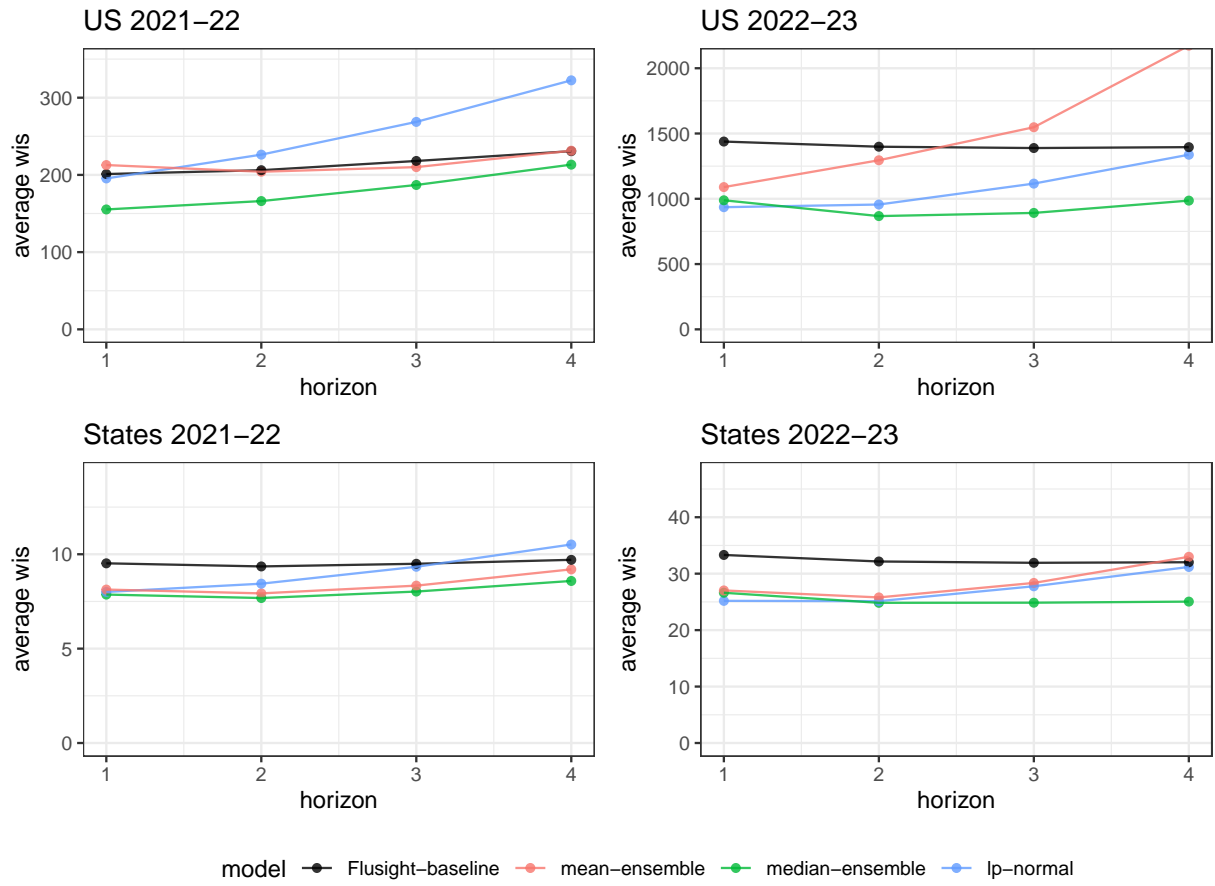 US 2021–22
300
200
100
0
average wis
1 2 3 4
horizon
US 2022–23
2000
1500
1000
500
0
average wis
1 2 3 4
horizon
States 2021–22
10
5
0
average wis
1 2 3 4
horizon
States 2022–23
40
30
20
10
0
average wis
1 2 3 4
horizon
model Flusight–baseline mean–ensemble median–ensemble lp–normal